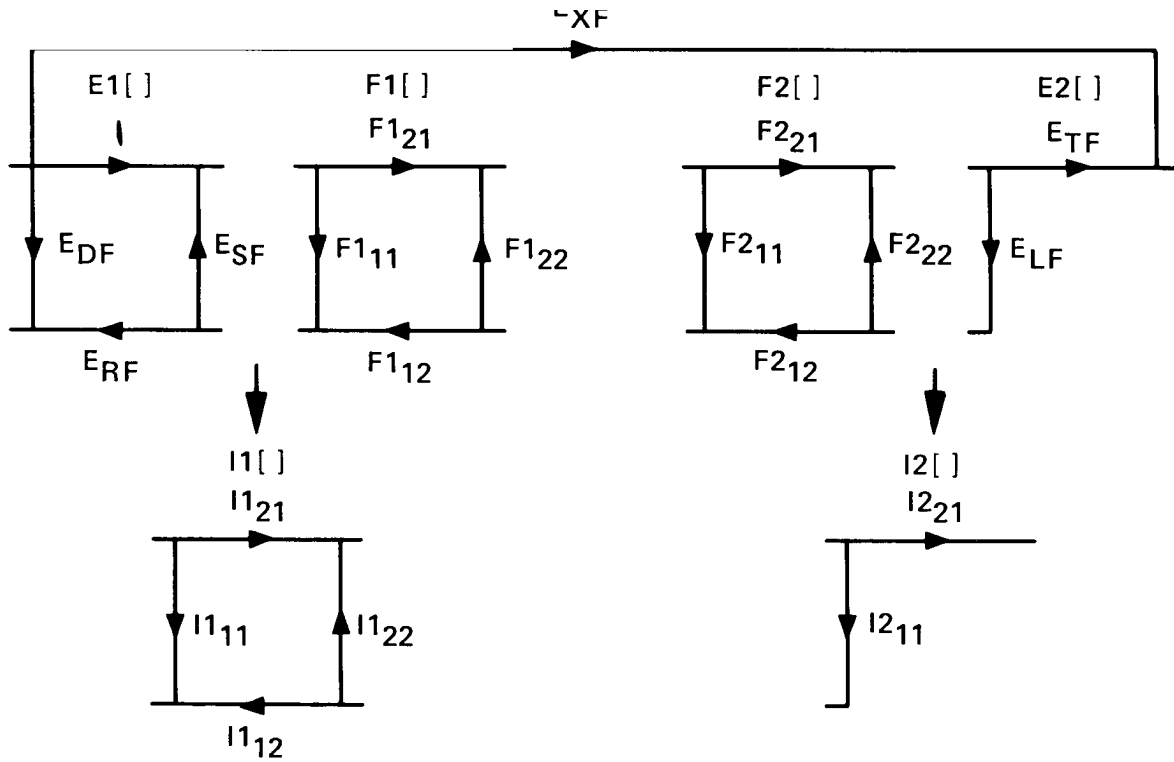 XF
E1[ ] F1[ ] F2[ ] E2[ ]
F1₂₁ F2₂₁ E_TF
E_DF E_SF F1₁₁ F1₂₂ F2₁₁ F2₂₂ E_LF
E_RF F1₁₂ F2₁₂
I1[ ] I2[ ]
I1₂₁ I2₂₁
I1₁₁ I1₂₂ I2₁₁
I1₁₂